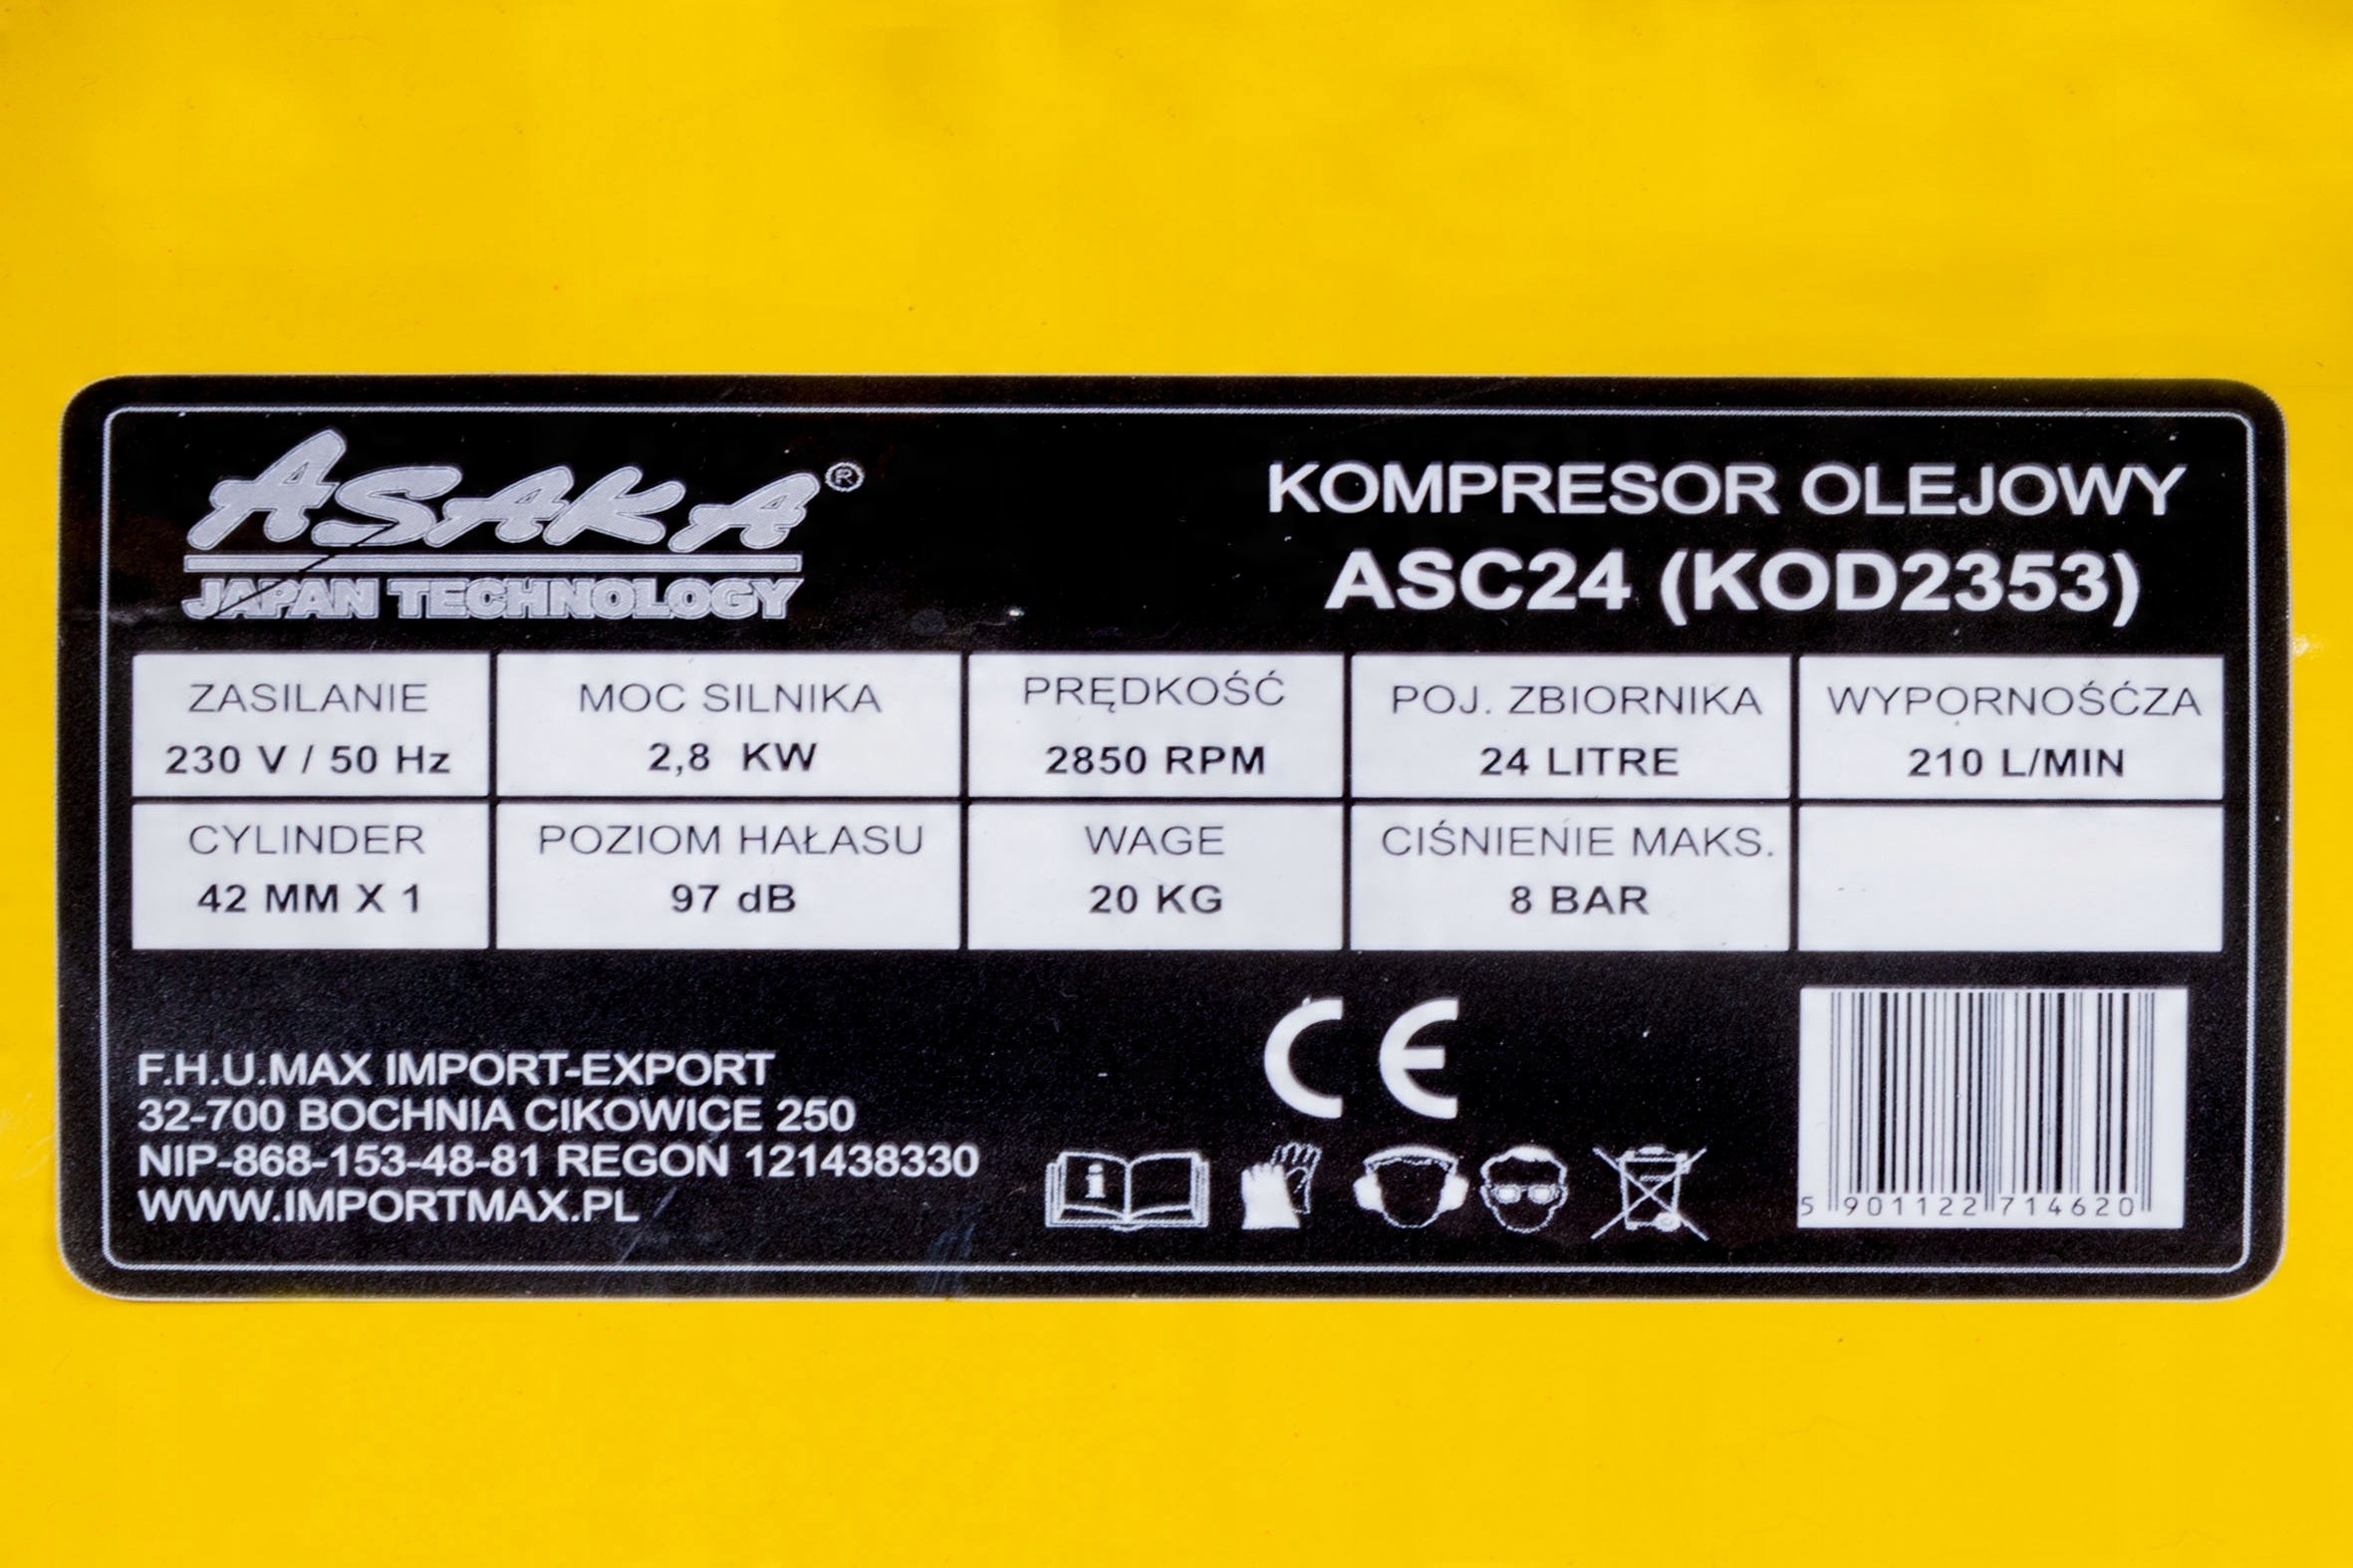 ASAKA®
JAPAN TECHNOLOGY
KOMPRESOR OLEJOWY
ASC24 (KOD2353)
ZASILANIE
230 V / 50 Hz
MOC SILNIKA
2,8 KW
PRĘDKOŚĆ
2850 RPM
POJ. ZBIORNIKA
24 LITRE
WYPORNOŚĆZA
210 L/MIN
CYLINDER
42 MM X 1
POZIOM HAŁASU
97 dB
WAGE
20 KG
CIŚNIENIE MAKS.
8 BAR
F.H.U.MAX IMPORT-EXPORT
32-700 BOCHNIA CIKOWICE 250
NIP-868-153-48-81 REGON 121438330
WWW.IMPORTMAX.PL
CE
i
5 901122 714620